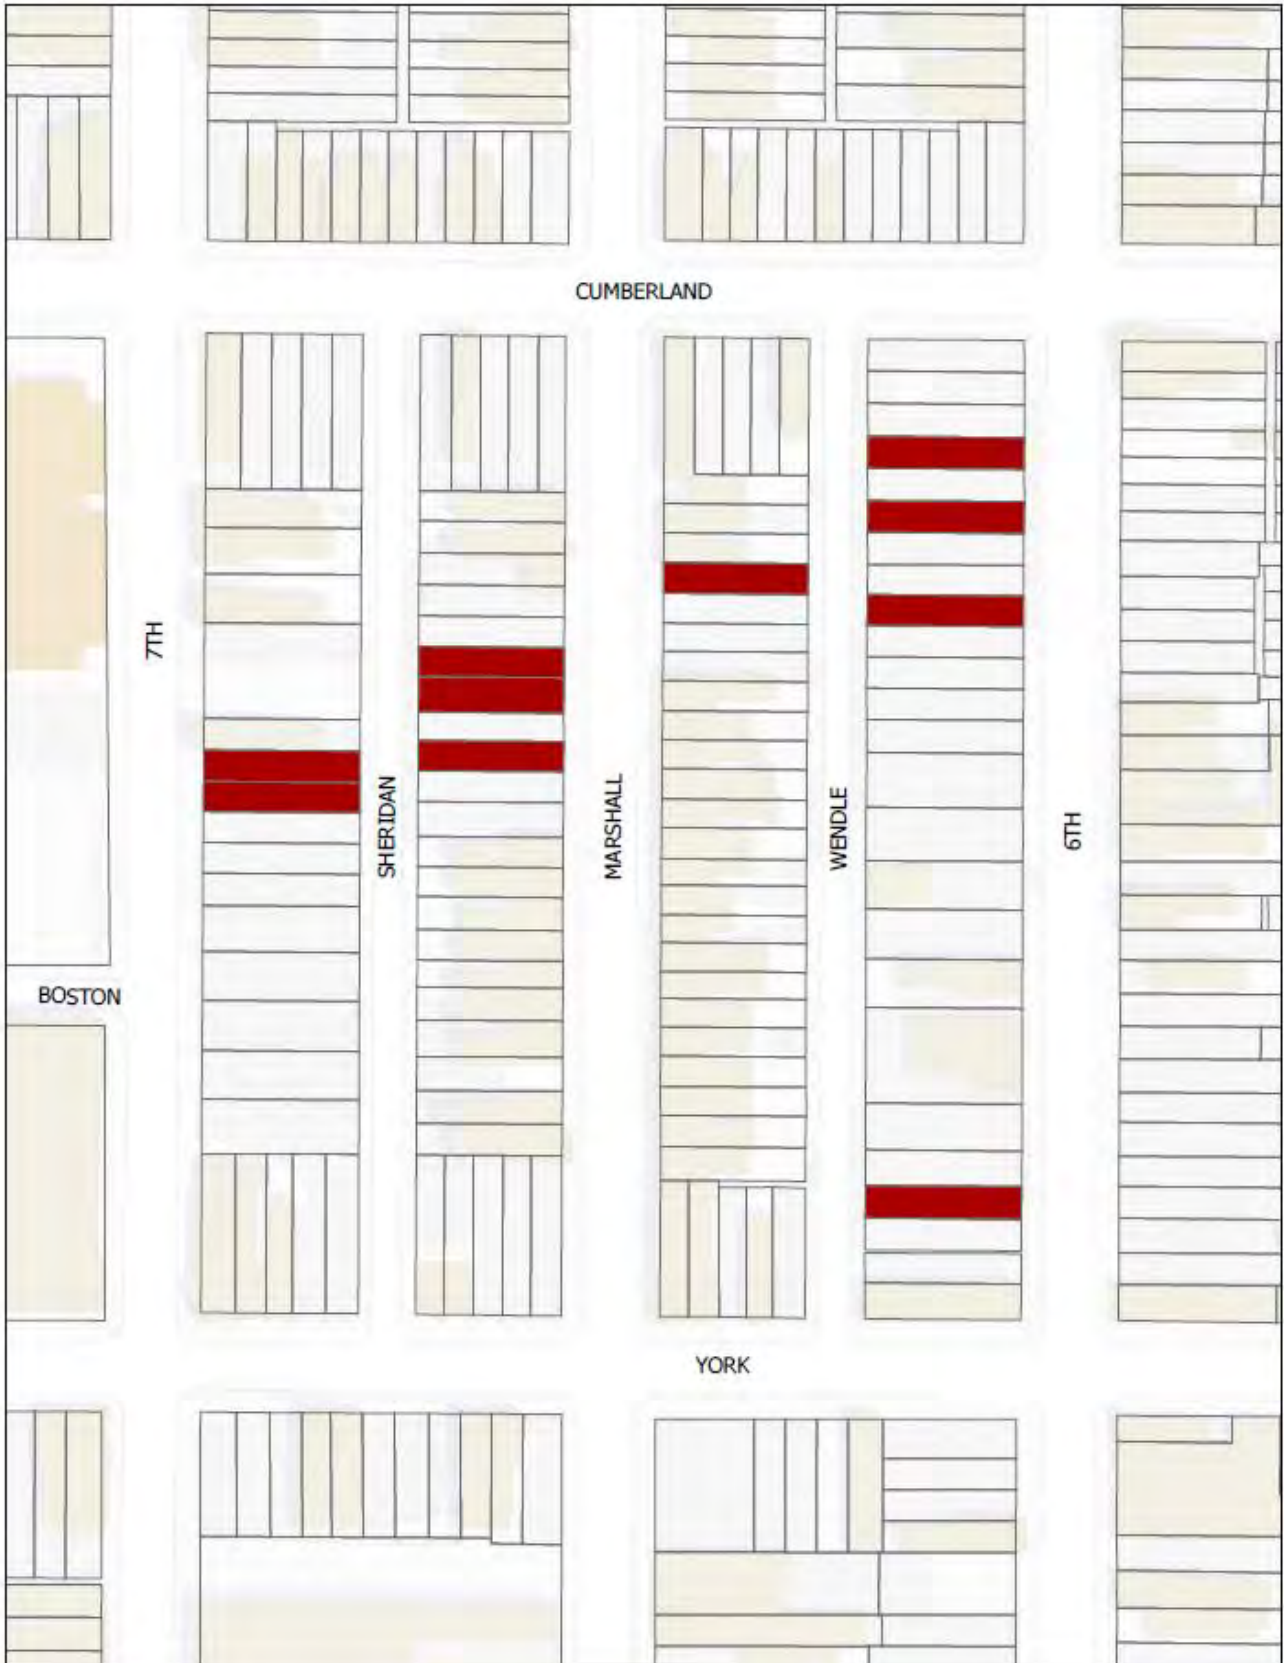 CUMBERLAND
7TH
SHERIDAN
MARSHALL
WENDLE
6TH
BOSTON
YORK